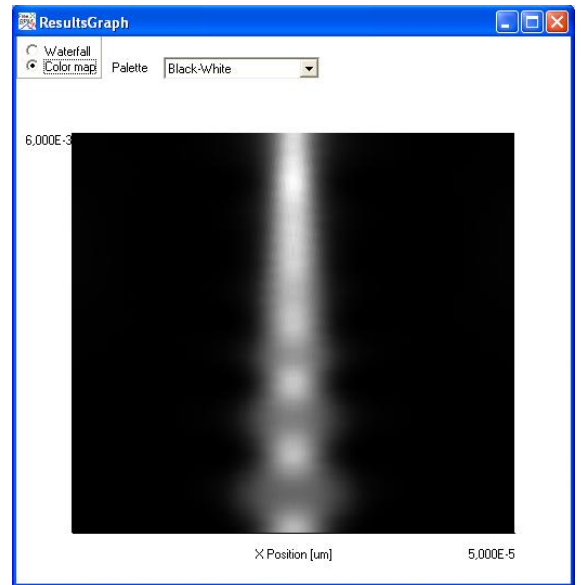 ResultsGraph
Waterfall
Color map
Palette
Black-White
6,000E-3
X Position [um]
5,000E-5